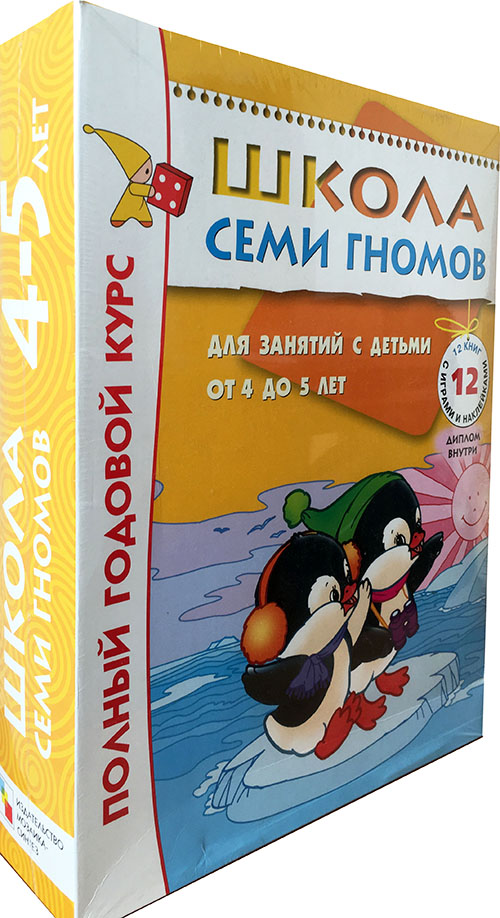 ШКОЛА
СЕМИ ГНОМОВ
4-5 ЛЕТ
ИЗДАТЕЛЬСТВО
МОЗАИКА-
СИНТЕЗ
ПОЛНЫЙ ГОДОВОЙ КУРС
ШКОЛА
СЕМИ ГНОМОВ
ДЛЯ ЗАНЯТИЙ С ДЕТЬМИ
ОТ 4 ДО 5 ЛЕТ
12 КНИГ
12
С ИГРАМИ И НАКЛЕЙКАМИ
ДИПЛОМ
ВНУТРИ